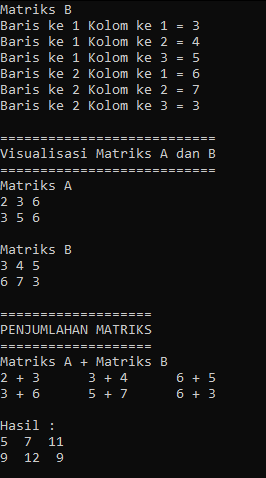 Matriks B
Baris ke 1 Kolom ke 1 = 3
Baris ke 1 Kolom ke 2 = 4
Baris ke 1 Kolom ke 3 = 5
Baris ke 2 Kolom ke 1 = 6
Baris ke 2 Kolom ke 2 = 7
Baris ke 2 Kolom ke 3 = 3
===========================
Visualisasi Matriks A dan B
===========================
Matriks A
2 3 6
3 5 6
Matriks B
3 4 5
6 7 3
===================
PENJUMLAHAN MATRIKS
===================
Matriks A + Matriks B
2 + 3      3 + 4      6 + 5
3 + 6      5 + 7      6 + 3
Hasil :
5  7  11
9  12  9